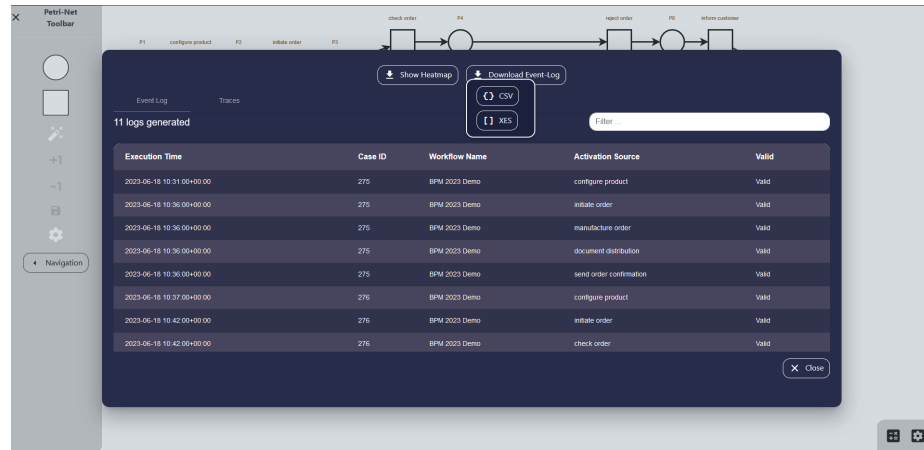 Petri-Net
Toolbar
check order P4 reject order P6 inform customer
P1 configure product P2 initiate order P3
+1
−1
Navigation
Show Heatmap
Download Event-Log
CSV
XES
Event Log
Traces
11 logs generated
Filter ...
Execution Time Case ID Workflow Name Activation Source Valid
2023-06-18 10:31:00+00:00 275 BPM 2023 Demo configure product Valid
2023-06-18 10:36:00+00:00 275 BPM 2023 Demo initiate order Valid
2023-06-18 10:36:00+00:00 275 BPM 2023 Demo manufacture order Valid
2023-06-18 10:36:00+00:00 275 BPM 2023 Demo document distribution Valid
2023-06-18 10:36:00+00:00 275 BPM 2023 Demo send order confirmation Valid
2023-06-18 10:37:00+00:00 276 BPM 2023 Demo configure product Valid
2023-06-18 10:42:00+00:00 276 BPM 2023 Demo initiate order Valid
2023-06-18 10:42:00+00:00 276 BPM 2023 Demo check order Valid
Close